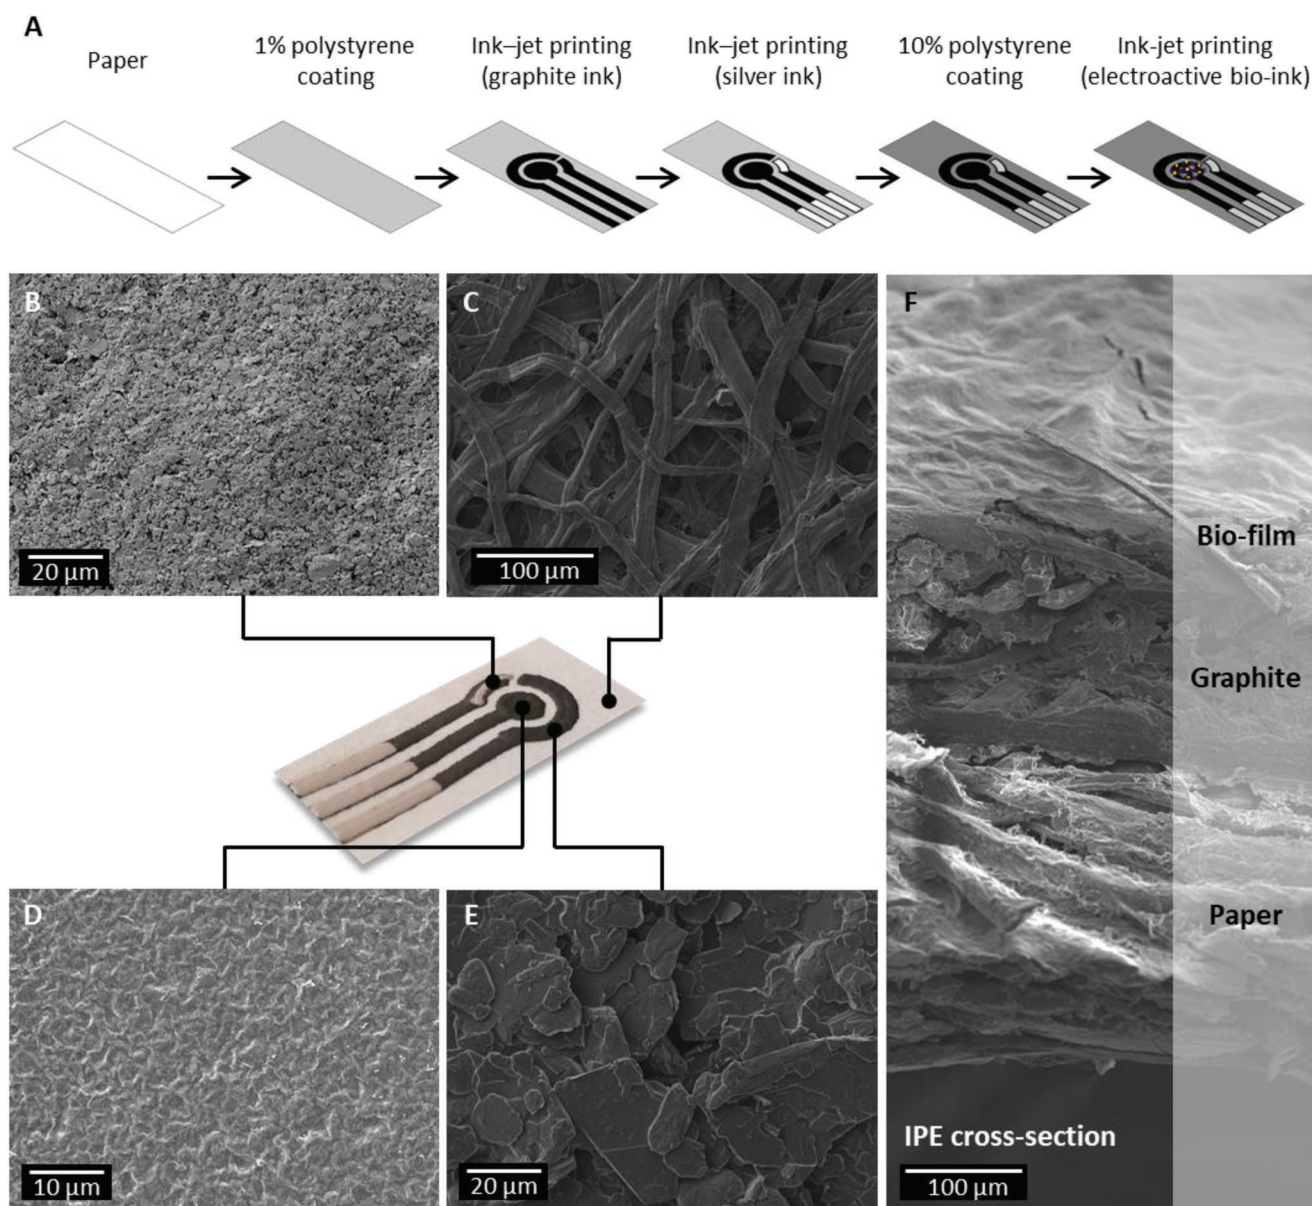 A
Paper
1% polystyrene
coating
Ink–jet printing
(graphite ink)
Ink–jet printing
(silver ink)
10% polystyrene
coating
Ink-jet printing
(electroactive bio-ink)
B
20 µm
C
100 µm
F
Bio-film
Graphite
Paper
IPE cross-section
100 µm
D
10 µm
E
20 µm